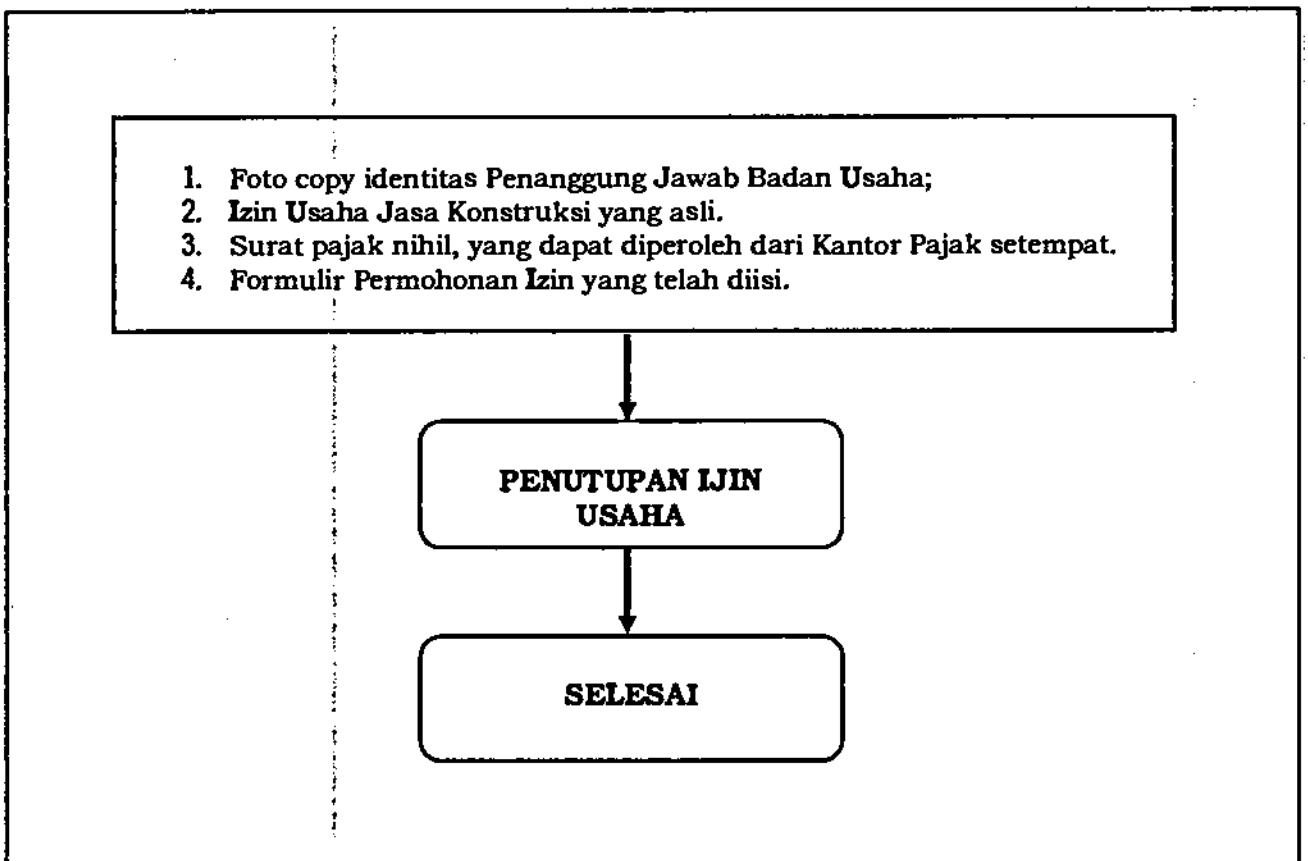 1. Foto copy identitas Penanggung Jawab Badan Usaha;
2. Izin Usaha Jasa Konstruksi yang asli.
3. Surat pajak nihil, yang dapat diperoleh dari Kantor Pajak setempat.
4. Formulir Permohonan Izin yang telah diisi.
PENUTUPAN IJIN
USAHA
SELESAI